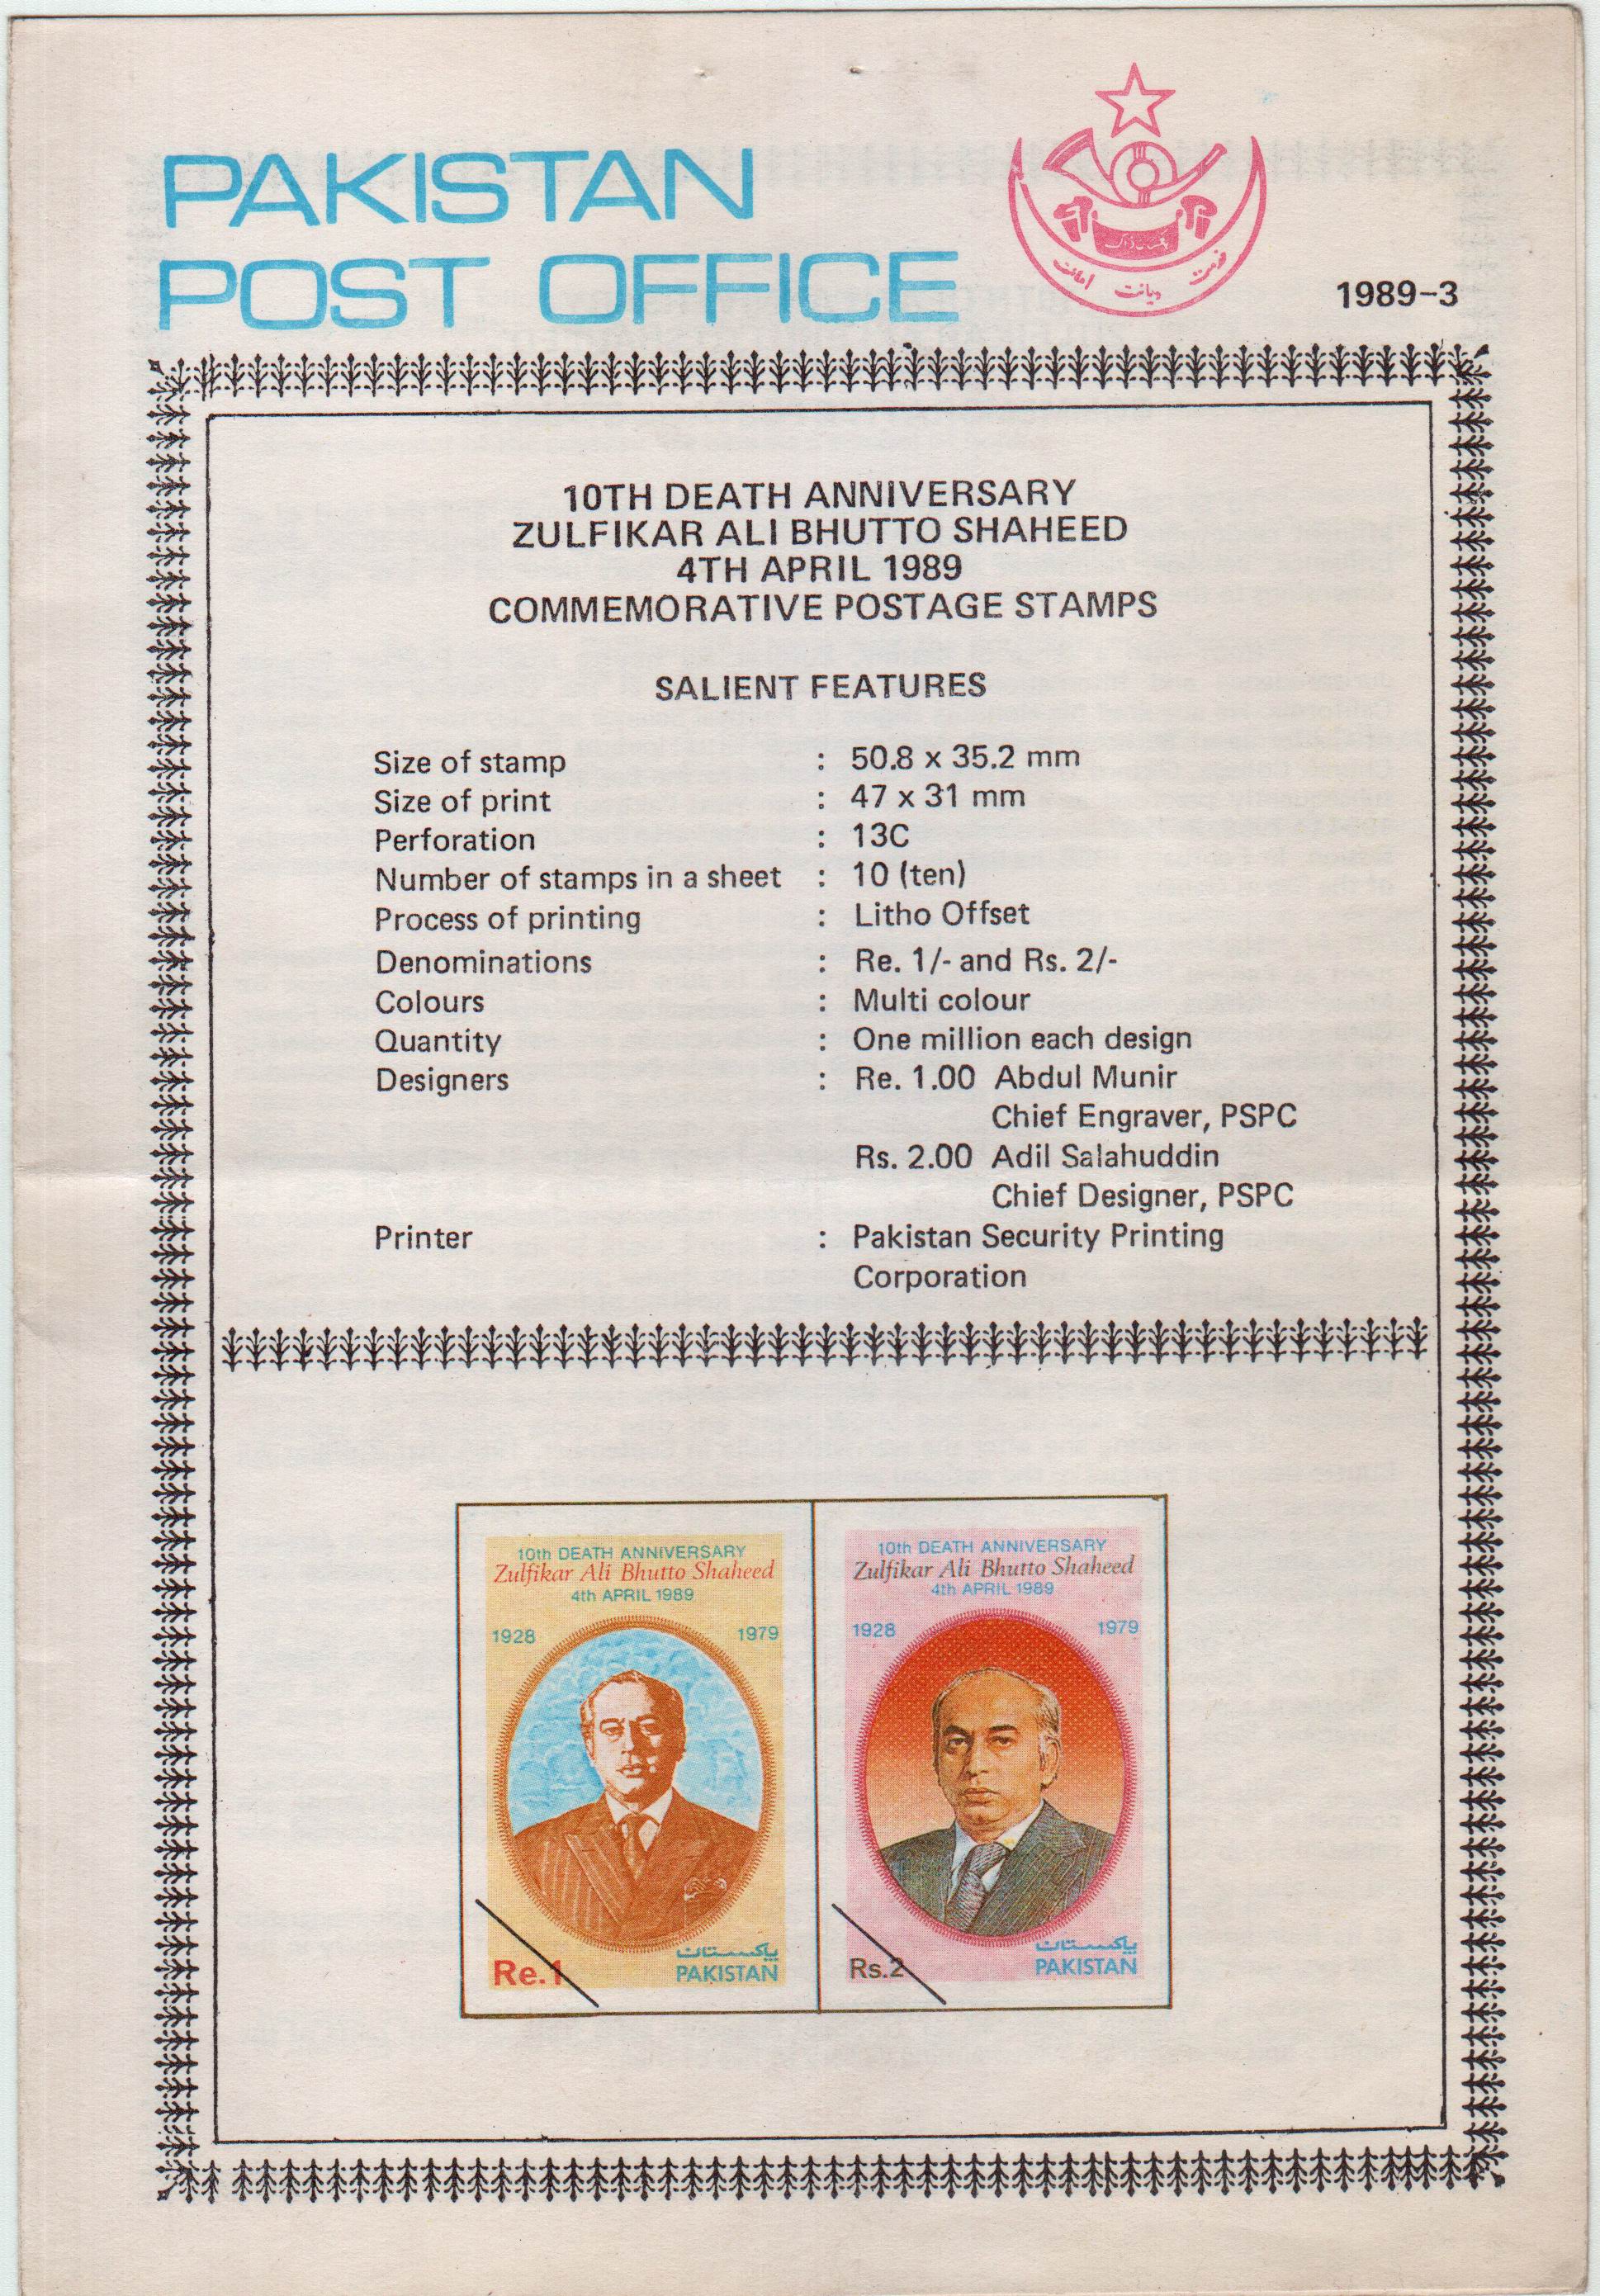 PAKISTAN
POST OFFICE
پاکستان ڈاک
خدمت دیانت امانت
1989-3
10TH DEATH ANNIVERSARY
ZULFIKAR ALI BHUTTO SHAHEED
4TH APRIL 1989
COMMEMORATIVE POSTAGE STAMPS
SALIENT FEATURES
Size of stamp : 50.8 x 35.2 mm
Size of print : 47 x 31 mm
Perforation : 13C
Number of stamps in a sheet : 10 (ten)
Process of printing : Litho Offset
Denominations : Re. 1/- and Rs. 2/-
Colours : Multi colour
Quantity : One million each design
Designers : Re. 1.00 Abdul Munir
Chief Engraver, PSPC
Rs. 2.00 Adil Salahuddin
Chief Designer, PSPC
Printer : Pakistan Security Printing
Corporation
10th DEATH ANNIVERSARY
Zulfikar Ali Bhutto Shaheed
4th APRIL 1989
1928 1979
پاکستان
Re.1 PAKISTAN
10th DEATH ANNIVERSARY
Zulfikar Ali Bhutto Shaheed
4th APRIL 1989
1928 1979
پاکستان
Rs.2 PAKISTAN